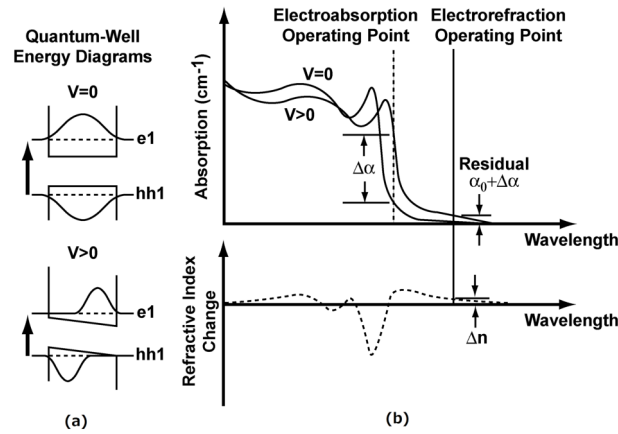 Quantum-Well
Energy Diagrams
V=0
e1
hh1
V>0
e1
hh1
(a)
Electroabsorption
Operating Point
Electrorefraction
Operating Point
Absorption (cm⁻¹)
V=0
V>0
Δα
Residual
α₀+Δα
Wavelength
Refractive Index
Change
Wavelength
Δn
(b)